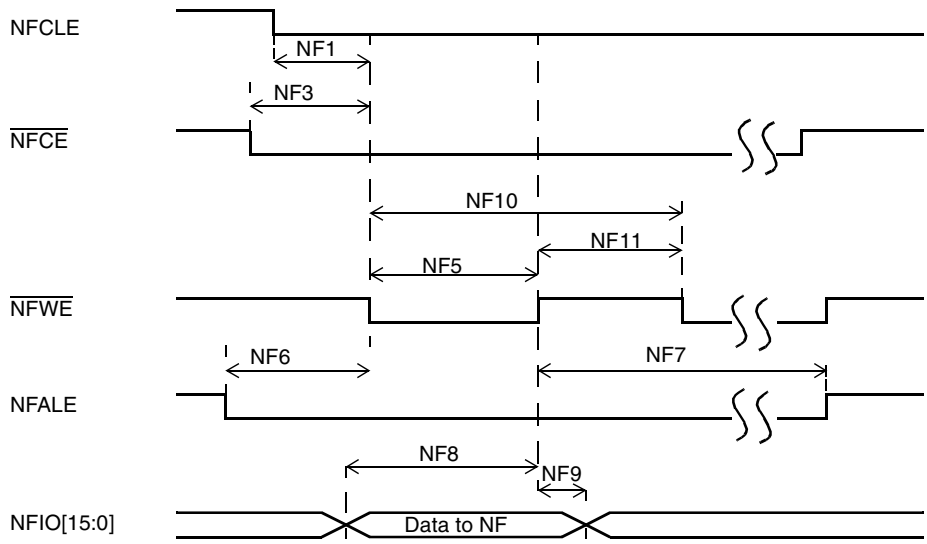 NFCLE
NF1
NF3
NFCE
NF10
NF11
NF5
NFWE
NF6
NF7
NFALE
NF8
NF9
NFIO[15:0]
Data to NF